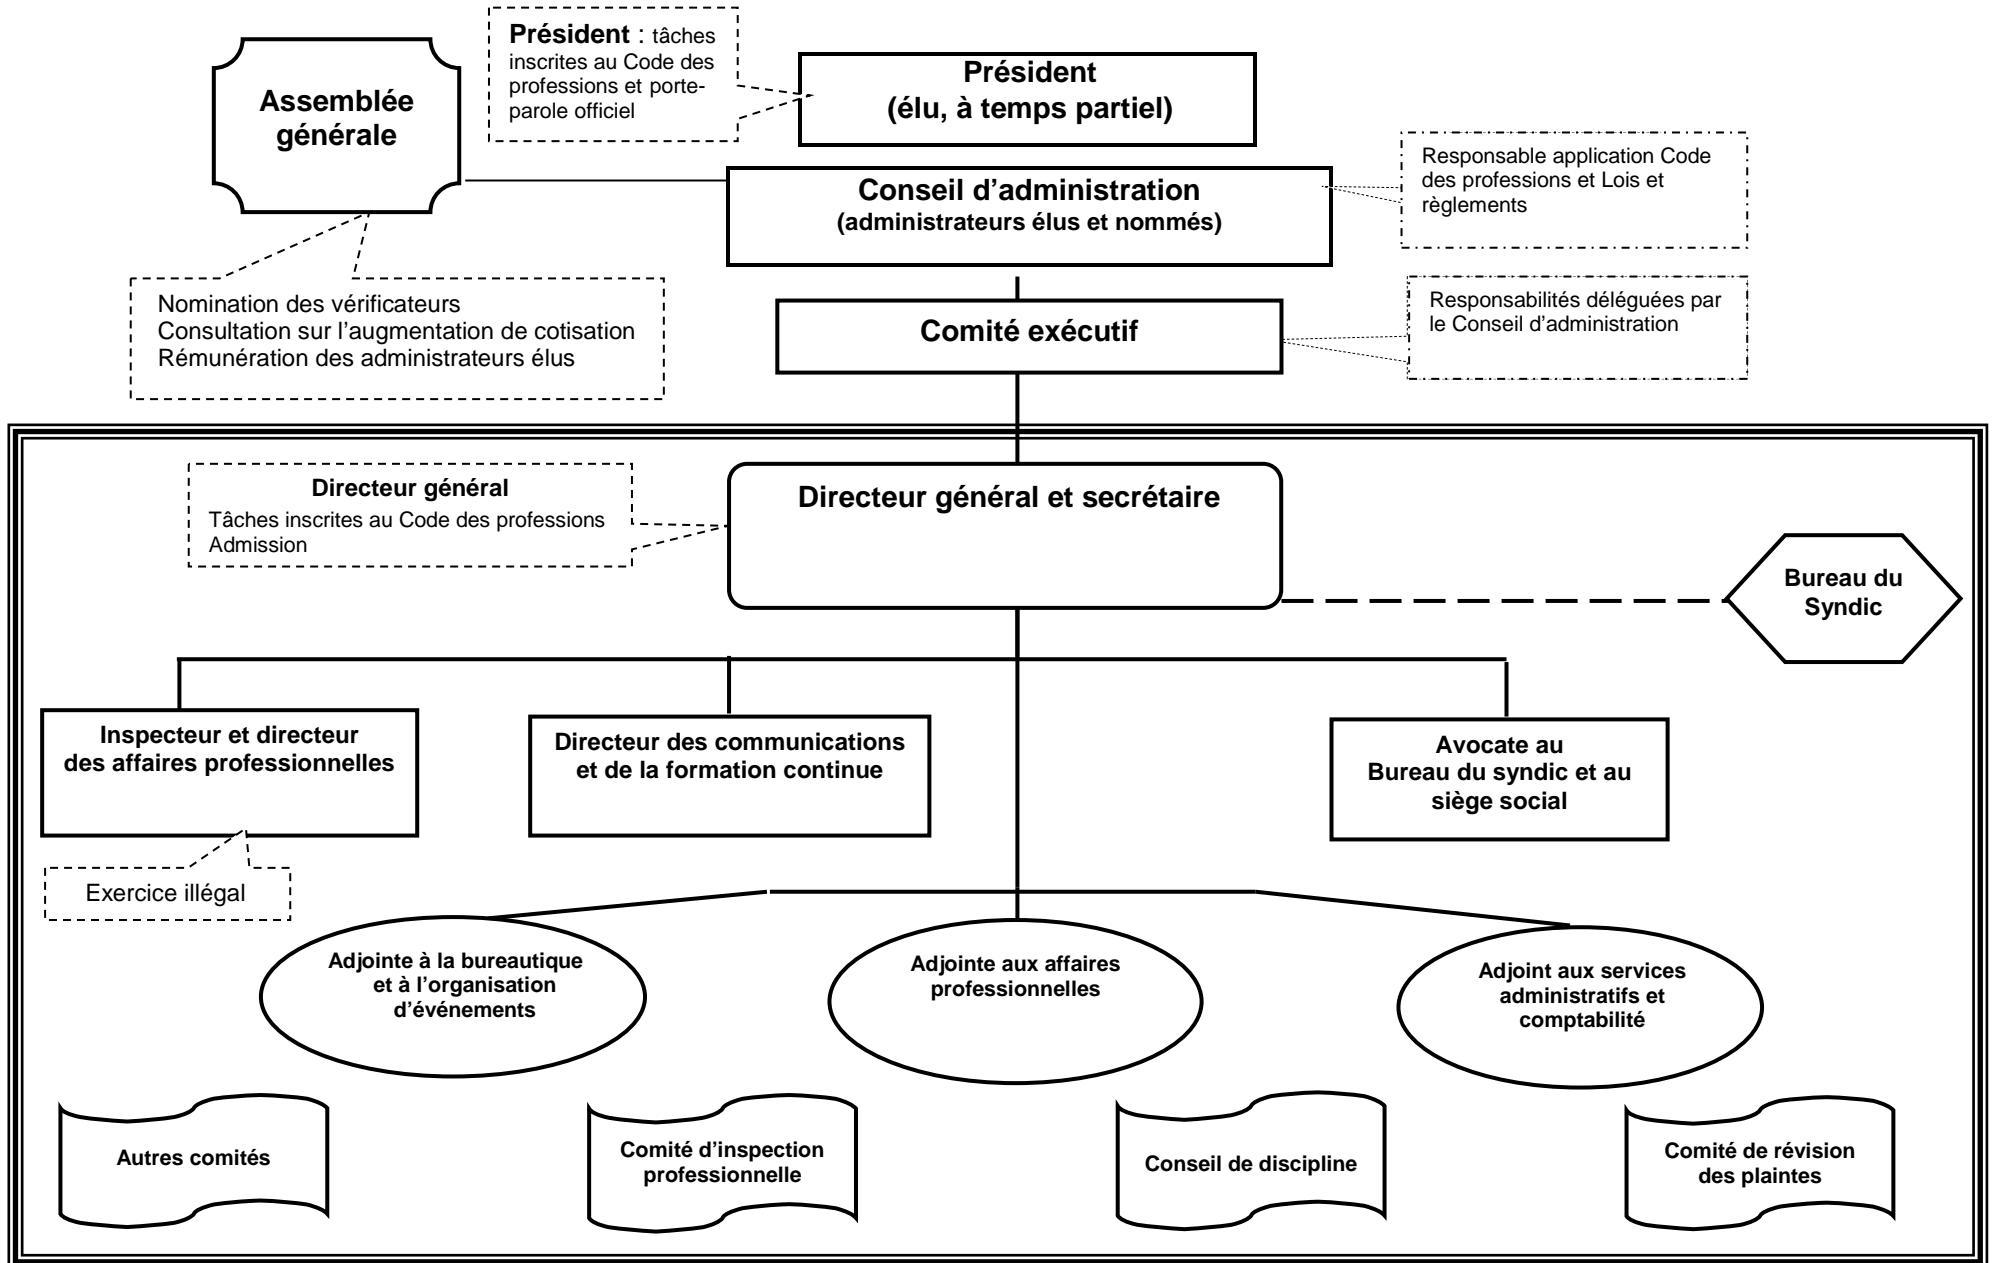 Président : tâches
inscrites au Code des
professions et porte-
parole officiel
Président
(élu, à temps partiel)
Assemblée
générale
Responsable application Code
des professions et Lois et
règlements
Conseil d’administration
(administrateurs élus et nommés)
Nomination des vérificateurs
Consultation sur l’augmentation de cotisation
Rémunération des administrateurs élus
Comité exécutif
Responsabilités déléguées par
le Conseil d’administration
Directeur général
Tâches inscrites au Code des professions
Admission
Directeur général et secrétaire
Bureau du
Syndic
Inspecteur et directeur
des affaires professionnelles
Directeur des communications
et de la formation continue
Avocate au
Bureau du syndic et au
siège social
Exercice illégal
Adjointe à la bureautique
et à l’organisation
d’événements
Adjointe aux affaires
professionnelles
Adjoint aux services
administratifs et
comptabilité
Autres comités
Comité d’inspection
professionnelle
Conseil de discipline
Comité de révision
des plaintes